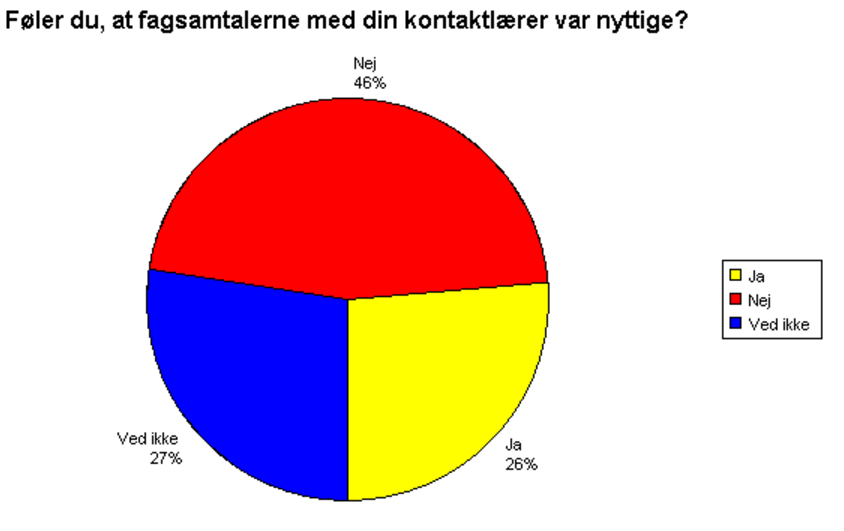 Føler du, at fagsamtalerne med din kontaktlærer var nyttige?
Nej
46%
Ja
Nej
Ved ikke
Ved ikke
27%
Ja
26%